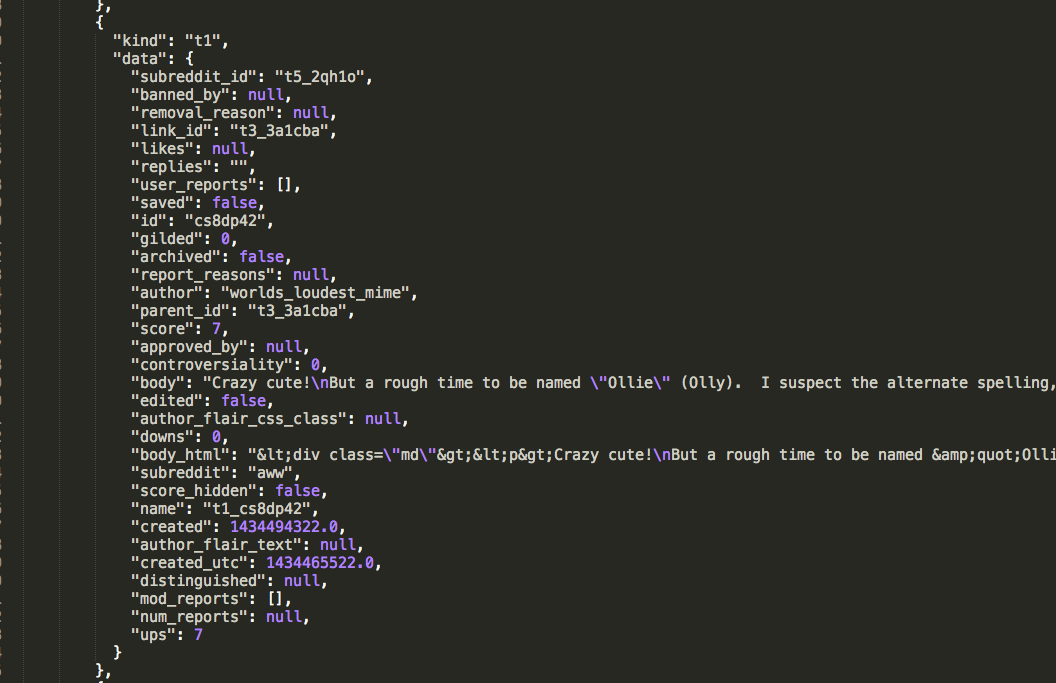 },
{
"kind": "t1",
"data": {
"subreddit_id": "t5_2qh1o",
"banned_by": null,
"removal_reason": null,
"link_id": "t3_3a1cba",
"likes": null,
"replies": "",
"user_reports": [],
"saved": false,
"id": "cs8dp42",
"gilded": 0,
"archived": false,
"report_reasons": null,
"author": "worlds_loudest_mime",
"parent_id": "t3_3a1cba",
"score": 7,
"approved_by": null,
"controversiality": 0,
"body": "Crazy cute!\nBut a rough time to be named \"Ollie\" (Olly).  I suspect the alternate spelling,
"edited": false,
"author_flair_css_class": null,
"downs": 0,
"body_html": "&lt;div class=\"md\"&gt;&lt;p&gt;Crazy cute!\nBut a rough time to be named &amp;quot;Olli
"subreddit": "aww",
"score_hidden": false,
"name": "t1_cs8dp42",
"created": 1434494322.0,
"author_flair_text": null,
"created_utc": 1434465522.0,
"distinguished": null,
"mod_reports": [],
"num_reports": null,
"ups": 7
}
},